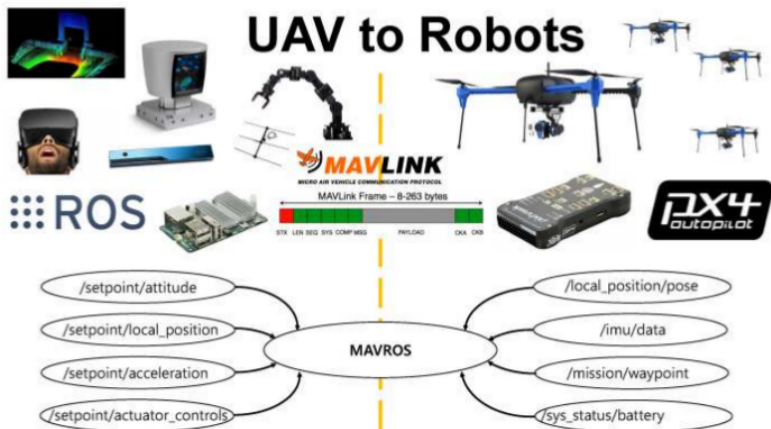 UAV to Robots
MAVLINK
MICRO AIR VEHICLE COMMUNICATION PROTOCOL
ROS
MAVLink Frame – 8-263 bytes
STX LEN SEQ SYS COMP MSG PAYLOAD CKA CKB
px4
autopilot
/setpoint/attitude
/setpoint/local_position
/setpoint/acceleration
/setpoint/actuator_controls
MAVROS
/local_position/pose
/imu/data
/mission/waypoint
/sys_status/battery